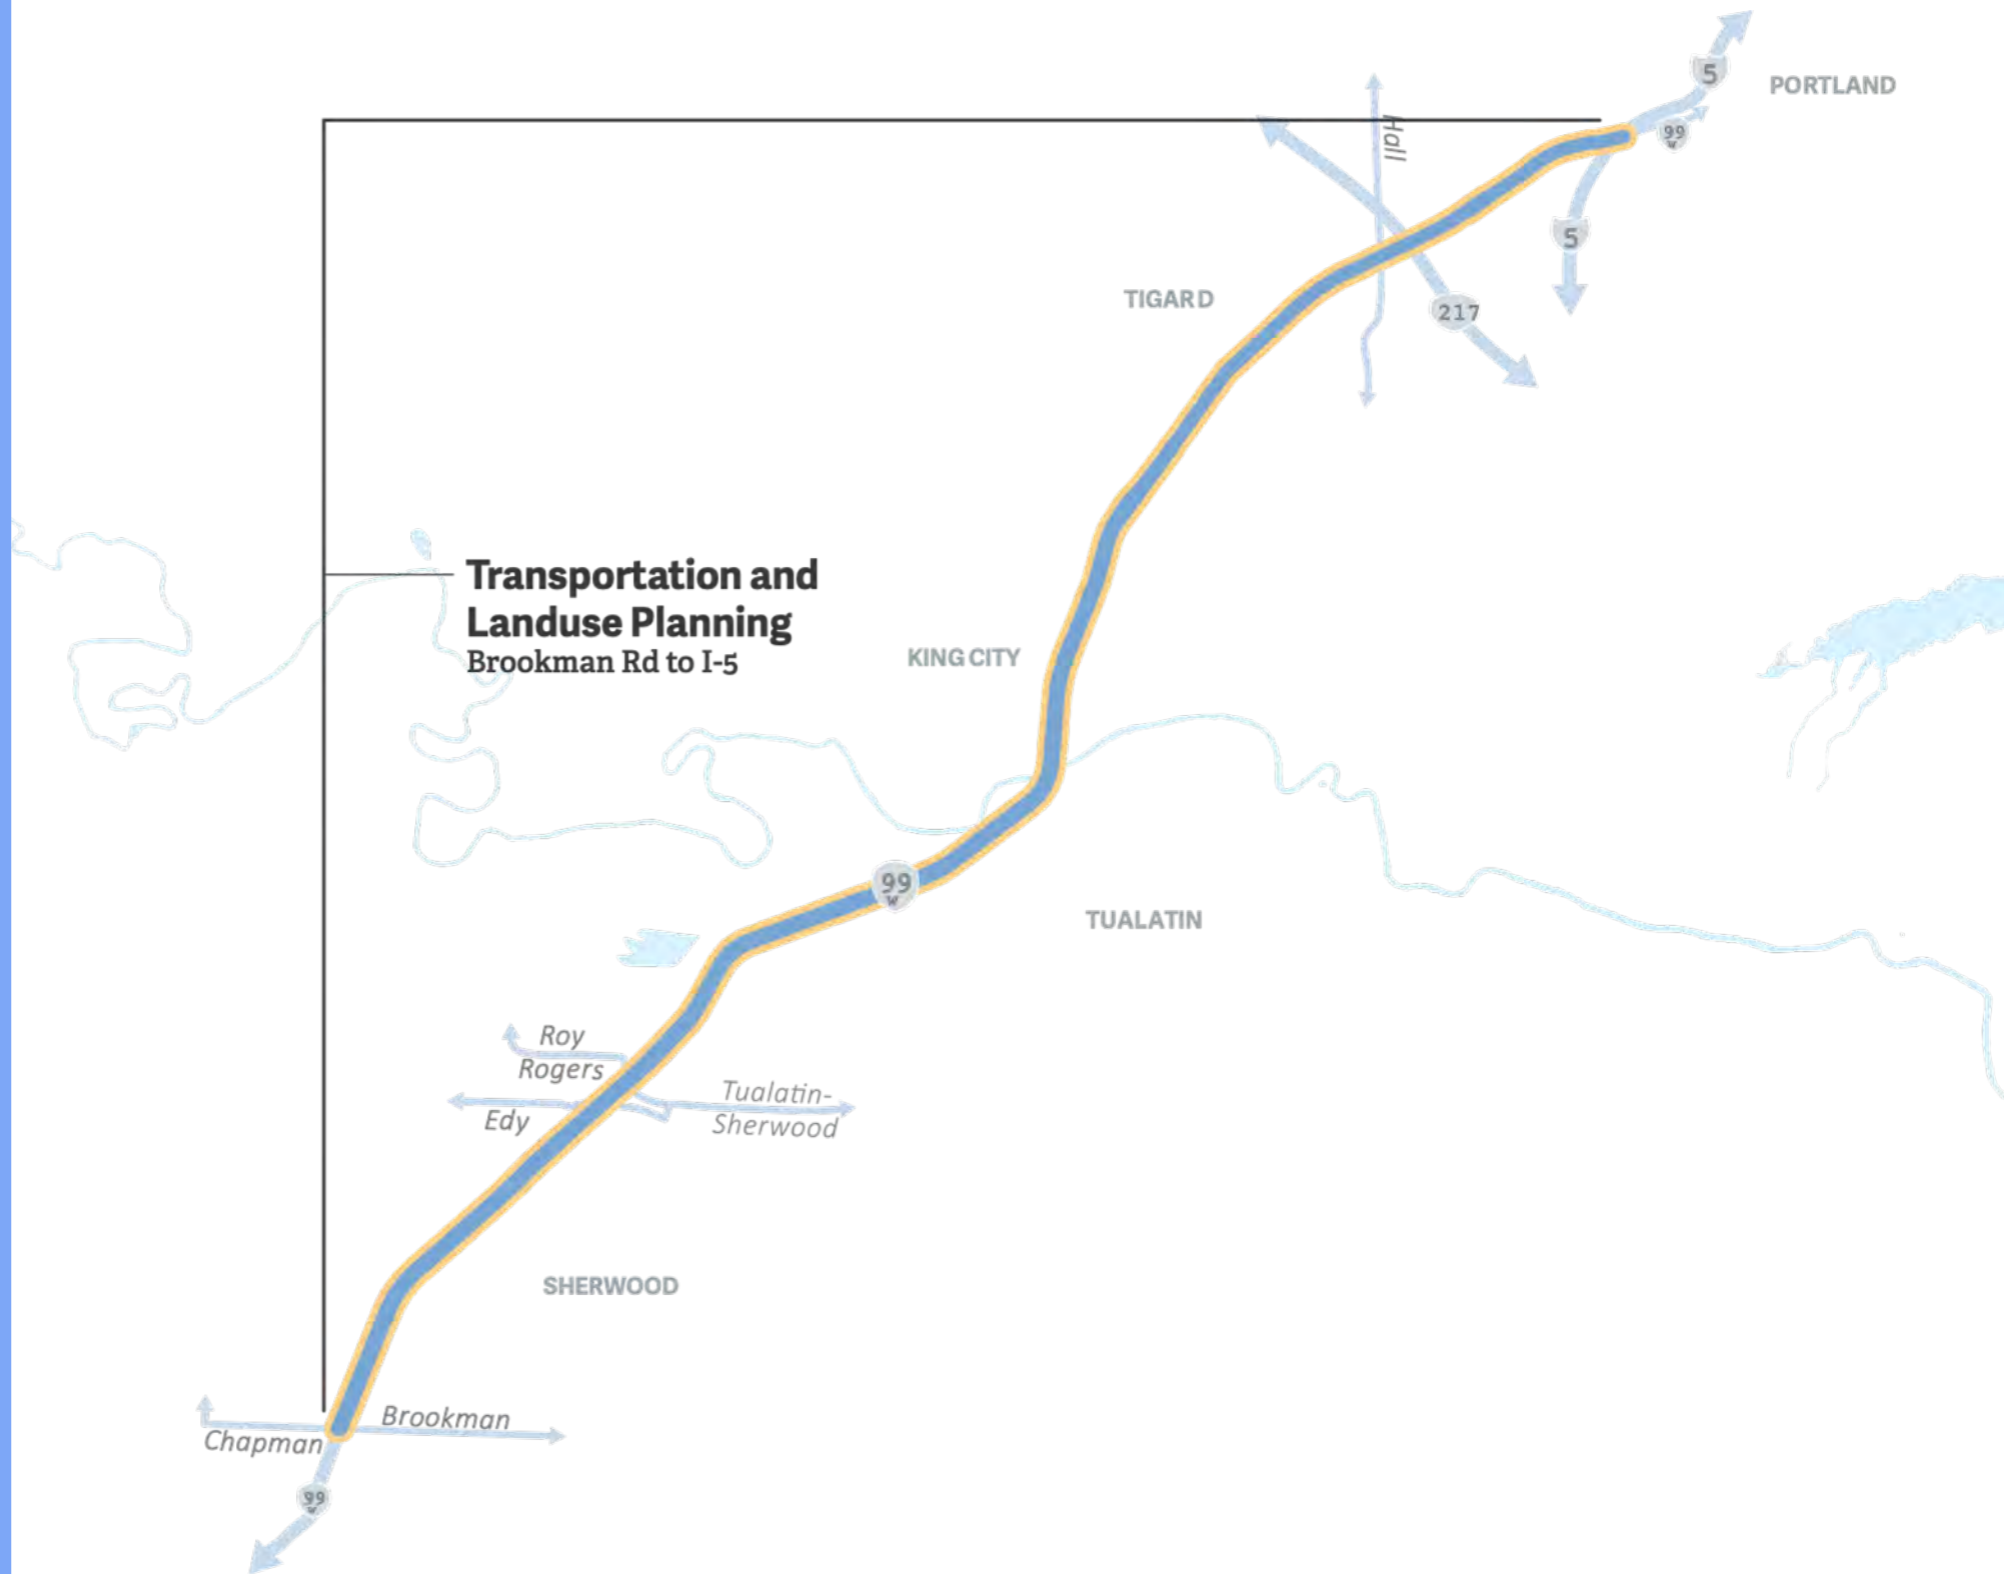 5
PORTLAND
99
W
Hall
5
TIGARD
217
Transportation and
Landuse Planning
Brookman Rd to I-5
KING CITY
99
W
TUALATIN
Roy
Rogers
Edy
Tualatin-
Sherwood
SHERWOOD
Brookman
Chapman
99
W